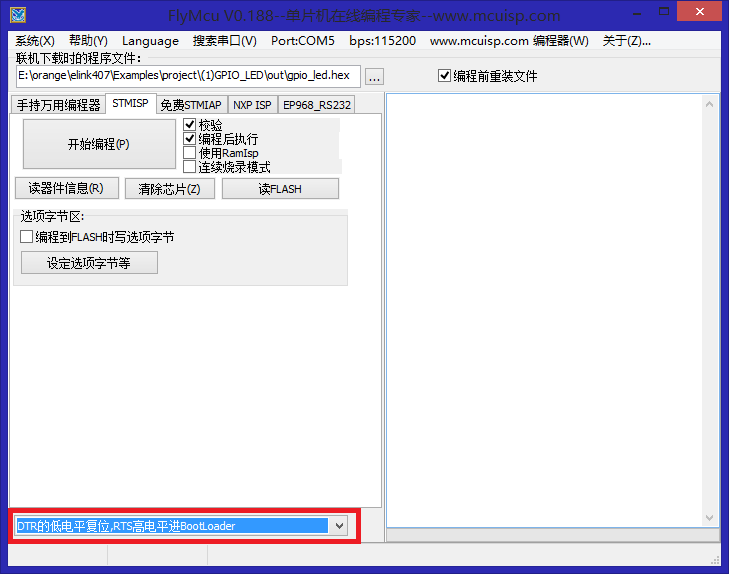 FlyMcu V0.188--单片机在线编程专家--www.mcuisp.com
系统(X) 帮助(Y) Language 搜索串口(V) Port:COM5 bps:115200 www.mcuisp.com 编程器(W) 关于(Z)...
联机下载时的程序文件：
E:\orange\elink407\Examples\project\(1)GPIO_LED\out\gpio_led.hex ... 编程前重装文件
手持万用编程器 STMISP 免费STMIAP NXP ISP EP968_RS232
开始编程(P)
校验
编程后执行
使用RamIsp
连续烧录模式
读器件信息(R) 清除芯片(Z) 读FLASH
选项字节区:
编程到FLASH时写选项字节
设定选项字节等
DTR的低电平复位,RTS高电平进BootLoader